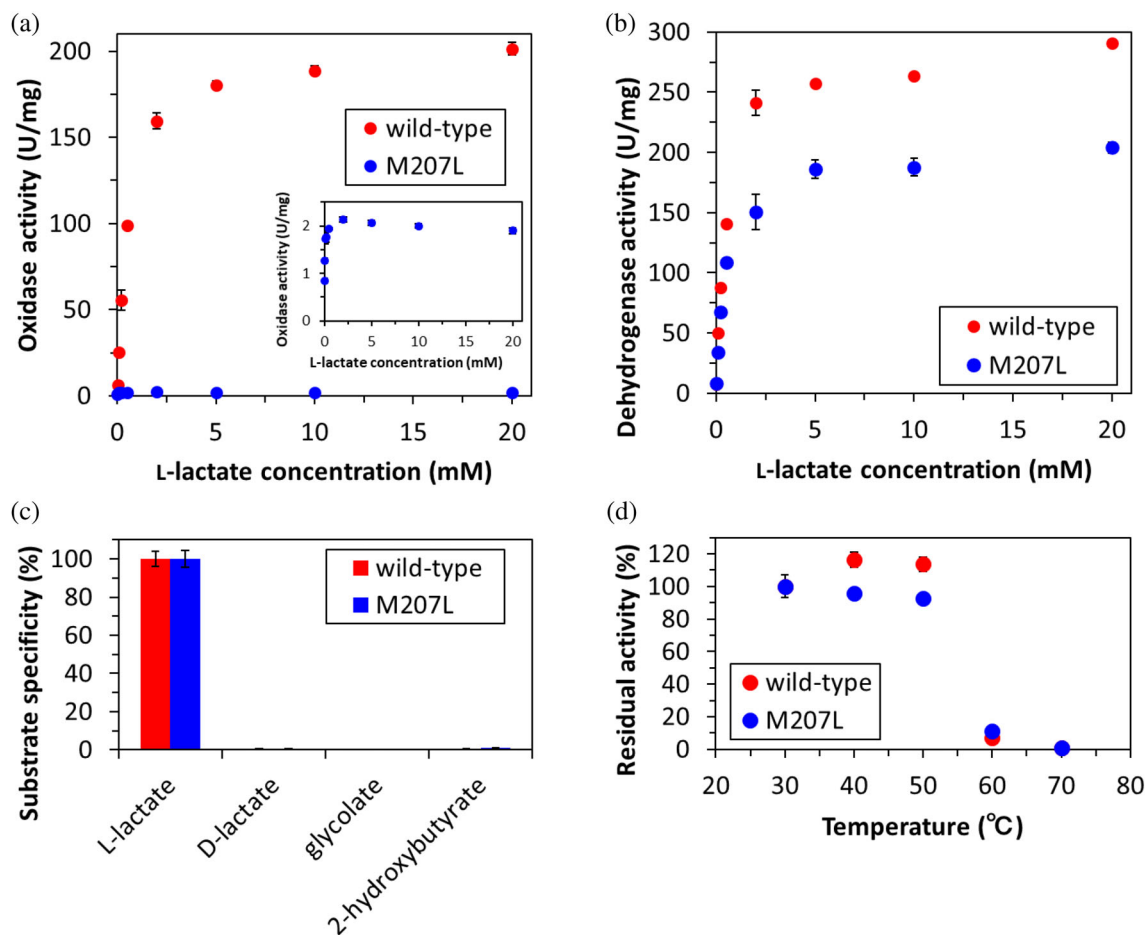 (a)
Oxidase activity (U/mg)
200
150
100
50
0
0
5
10
15
20
L-lactate concentration (mM)
wild-type
M207L
Oxidase activity (U/mg)
2
1
0
0
5
10
15
20
L-lactate concentration (mM)
(b)
Dehydrogenase activity (U/mg)
300
250
200
150
100
50
0
0
5
10
15
20
L-lactate concentration (mM)
wild-type
M207L
(c)
Substrate specificity (%)
100
80
60
40
20
0
wild-type
M207L
L-lactate
D-lactate
glycolate
2-hydroxybutyrate
(d)
Residual activity (%)
120
100
80
60
40
20
0
wild-type
M207L
20
30
40
50
60
70
80
Temperature (℃)